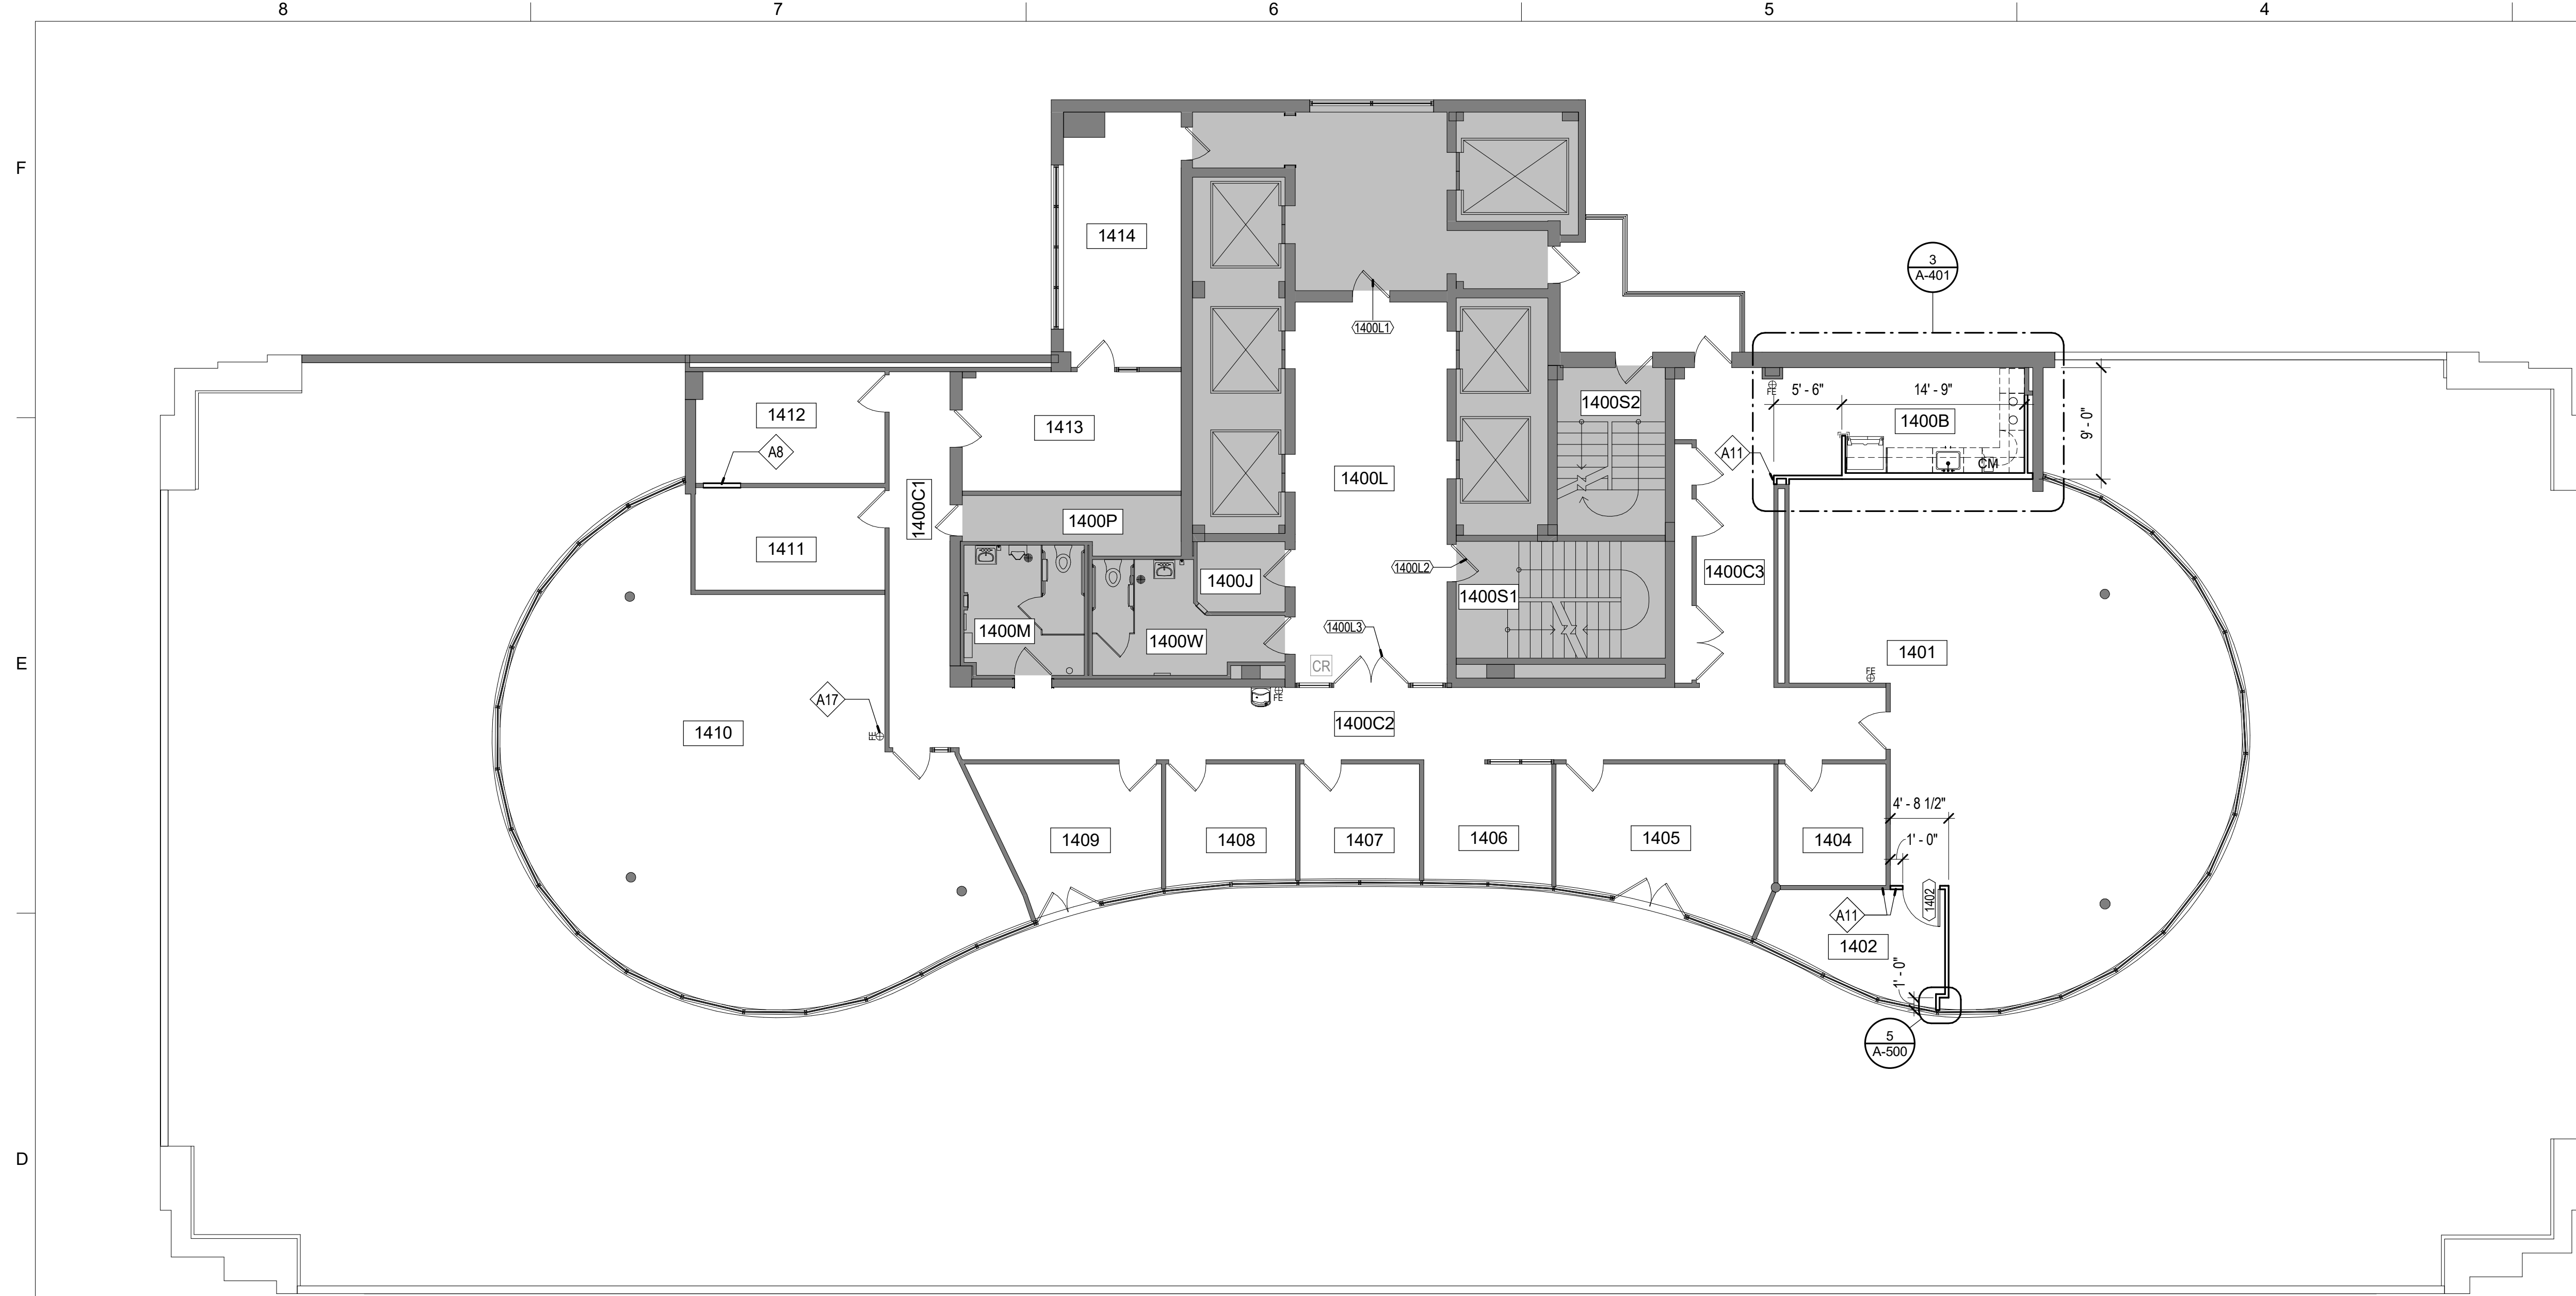 8 7 6 5 4
F
E
D
3
A-401
1414
1400L1
5' - 6"
14' - 9"
FE
1412
1400S2
1400B
9' - 0"
1413
A8
A11
CM
1400L
1400C1
1400P
1411
1400L2
1400C3
1400J
1400S1
1400M
1400W
1400L3
1401
CR
FE
FE
A17
1410
FE
1400C2
4' - 8 1/2"
1409
1408
1407
1406
1405
1404
1' - 0"
1402
A11
1402
1' - 0"
5
A-500